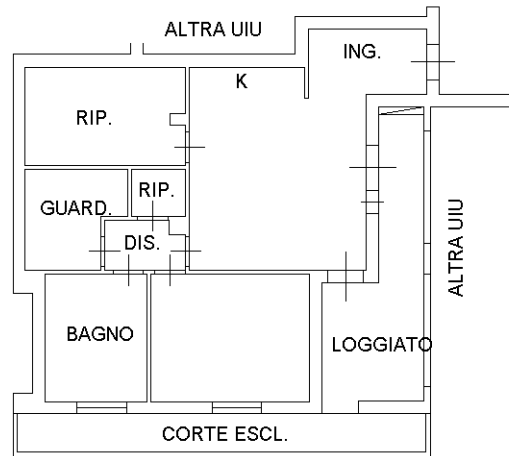 ALTRA UIU
ING.
K
RIP.
RIP.
GUARD.
DIS.
ALTRA UIU
BAGNO
LOGGIATO
CORTE ESCL.